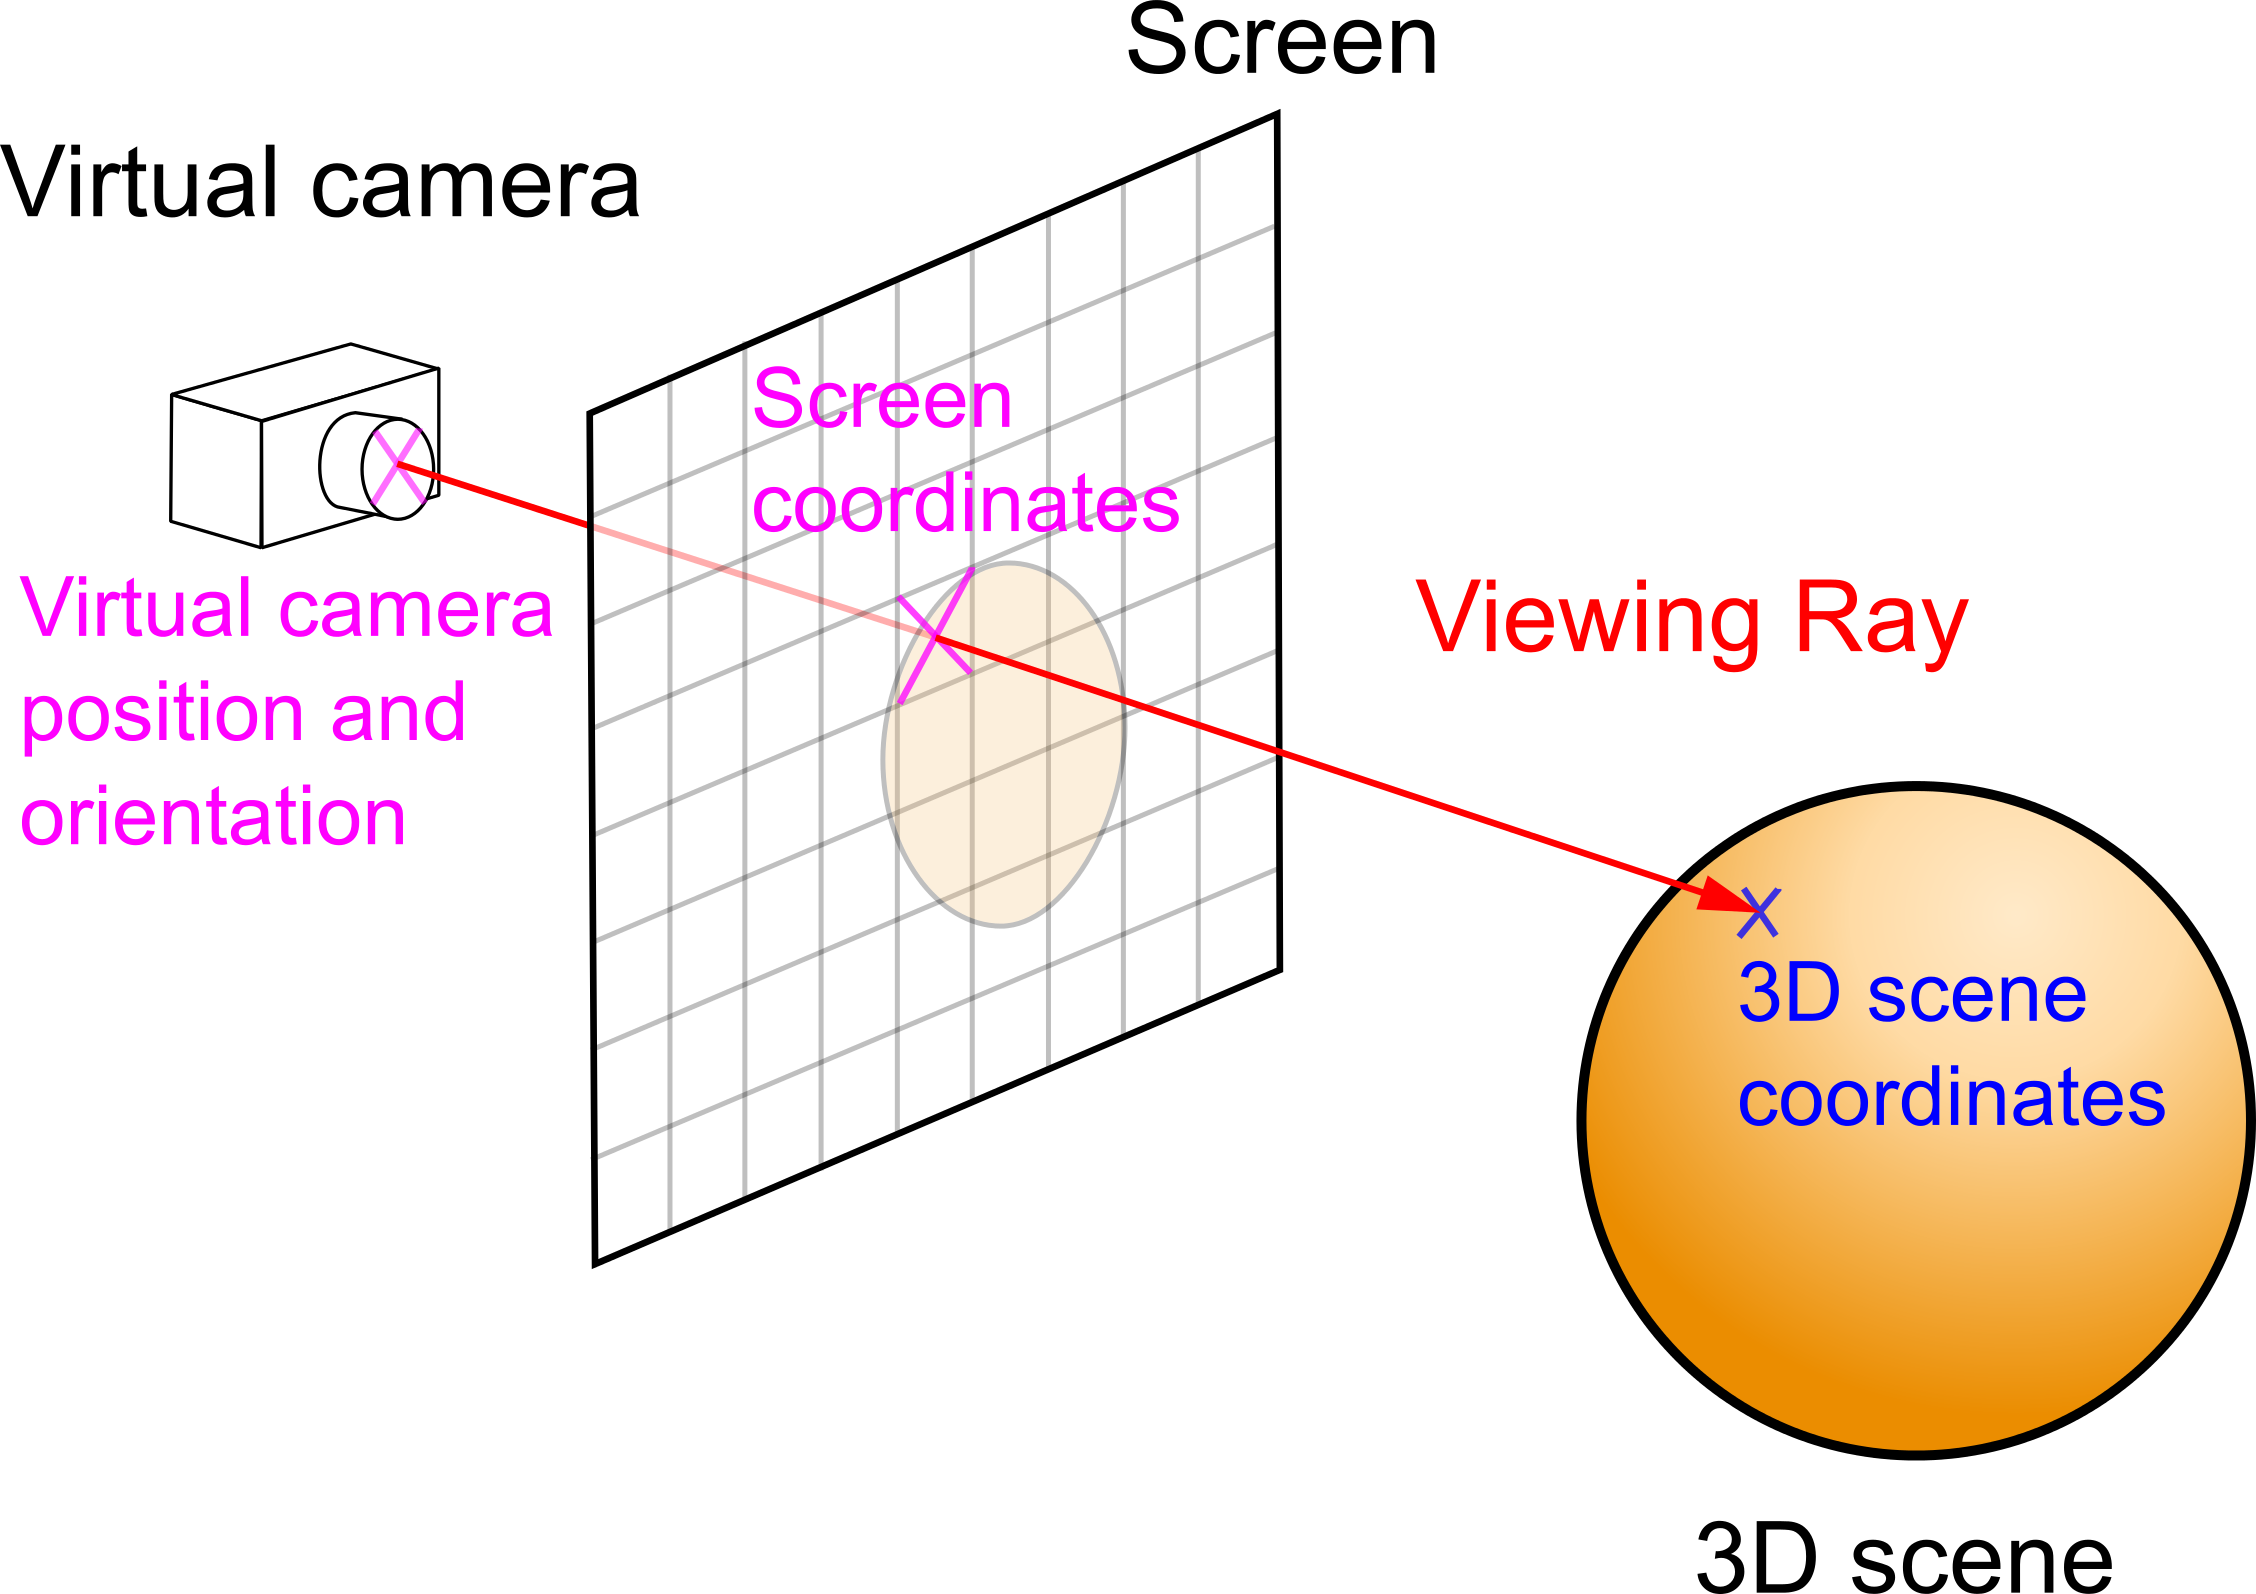 Screen
Virtual camera
Screen
coordinates
Virtual camera
position and
orientation
Viewing Ray
3D scene
coordinates
3D scene